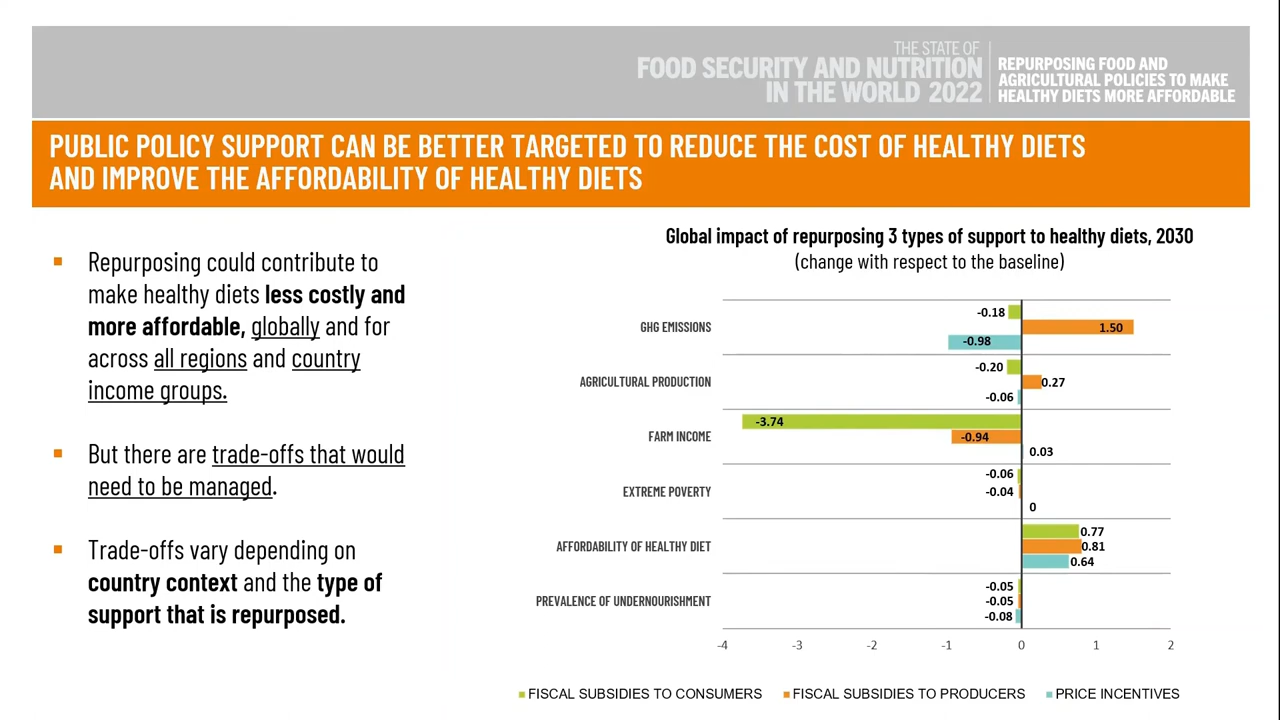 THE STATE OF
FOOD SECURITY AND NUTRITION
IN THE WORLD 2022
REPURPOSING FOOD AND
AGRICULTURAL POLICIES TO MAKE
HEALTHY DIETS MORE AFFORDABLE
PUBLIC POLICY SUPPORT CAN BE BETTER TARGETED TO REDUCE THE COST OF HEALTHY DIETS
AND IMPROVE THE AFFORDABILITY OF HEALTHY DIETS
Repurposing could contribute to
make healthy diets less costly and
more affordable, globally and for
across all regions and country
income groups.
But there are trade-offs that would
need to be managed.
Trade-offs vary depending on
country context and the type of
support that is repurposed.
Global impact of repurposing 3 types of support to healthy diets, 2030
(change with respect to the baseline)
GHG EMISSIONS
-0.18
1.50
-0.98
AGRICULTURAL PRODUCTION
-0.20
0.27
-0.06
FARM INCOME
-3.74
-0.94
0.03
EXTREME POVERTY
-0.06
-0.04
0
AFFORDABILITY OF HEALTHY DIET
0.77
0.81
0.64
PREVALENCE OF UNDERNOURISHMENT
-0.05
-0.05
-0.08
-4 -3 -2 -1 0 1 2
FISCAL SUBSIDIES TO CONSUMERS FISCAL SUBSIDIES TO PRODUCERS PRICE INCENTIVES